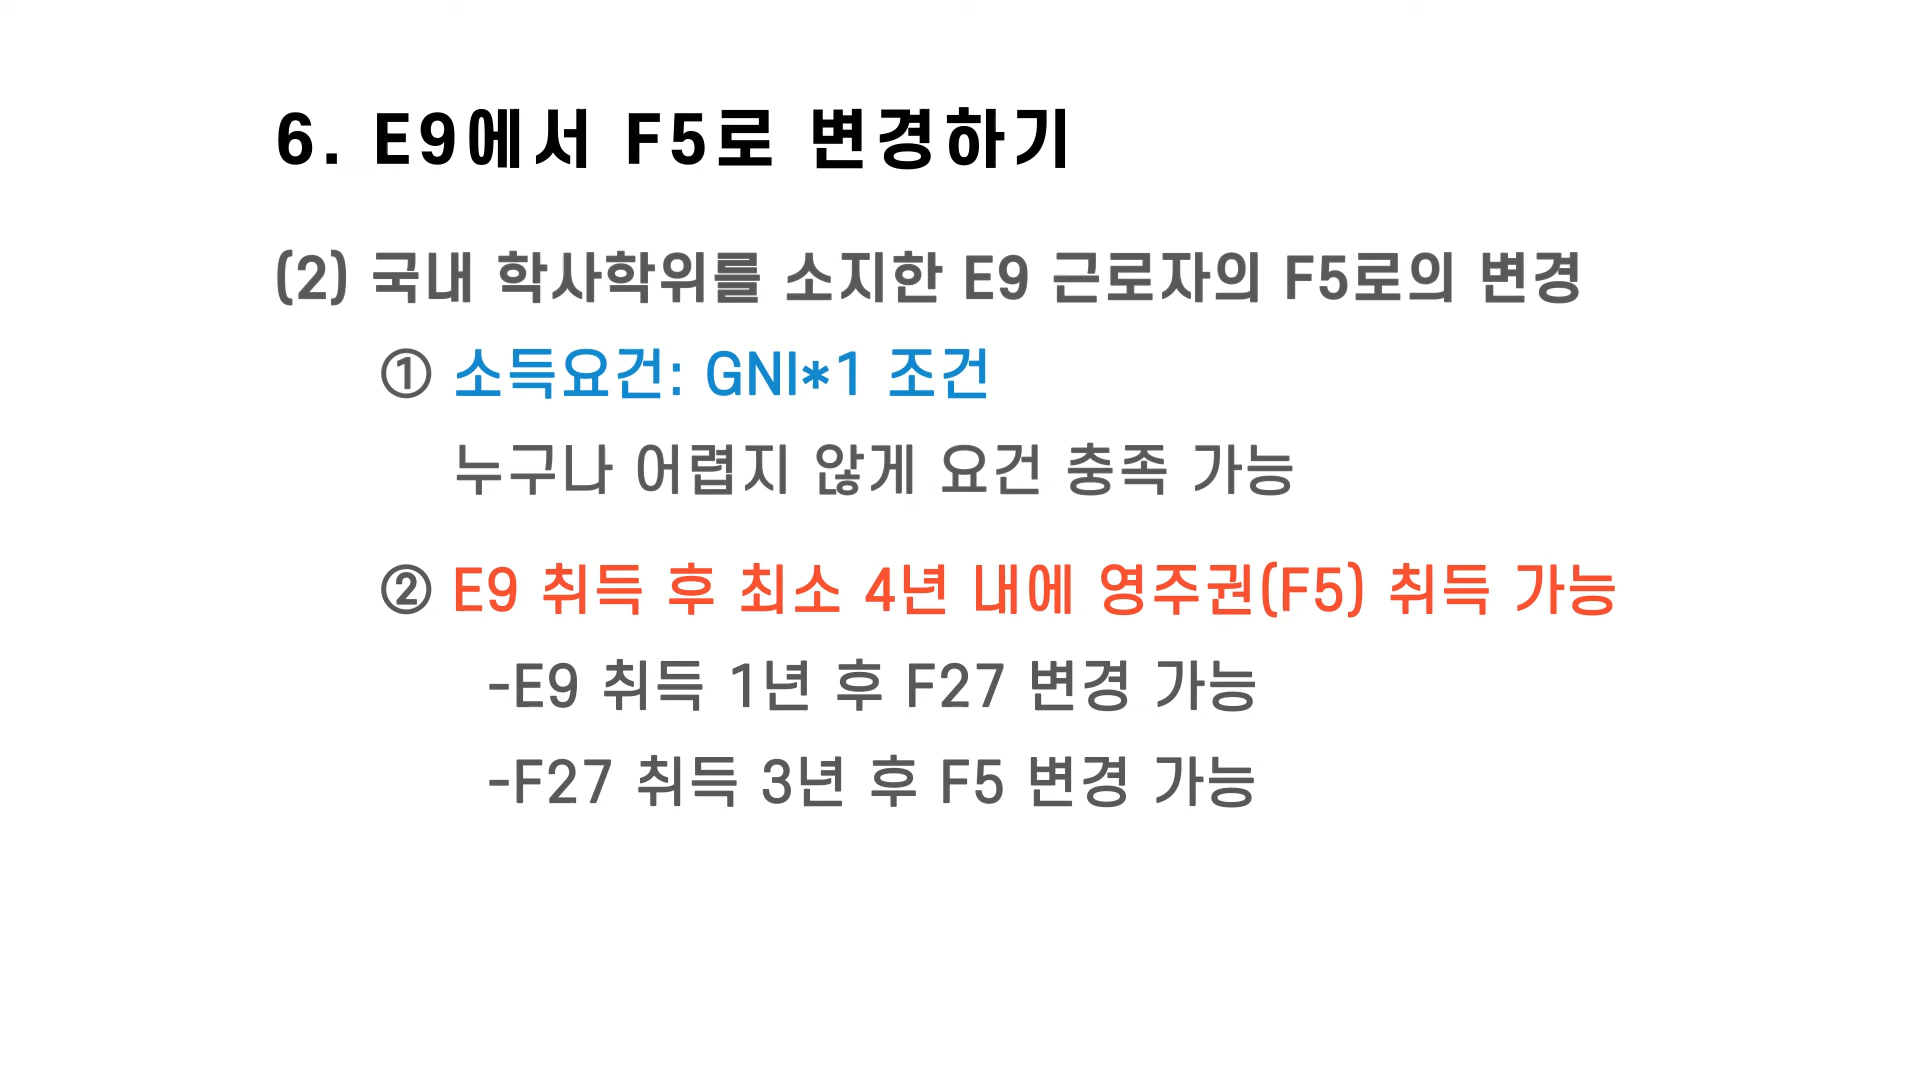 6. E9에서 F5로 변경하기
(2) 국내 학사학위를 소지한 E9 근로자의 F5로의 변경
① 소득요건: GNI*1 조건
누구나 어렵지 않게 요건 충족 가능
② E9 취득 후 최소 4년 내에 영주권(F5) 취득 가능
-E9 취득 1년 후 F27 변경 가능
-F27 취득 3년 후 F5 변경 가능